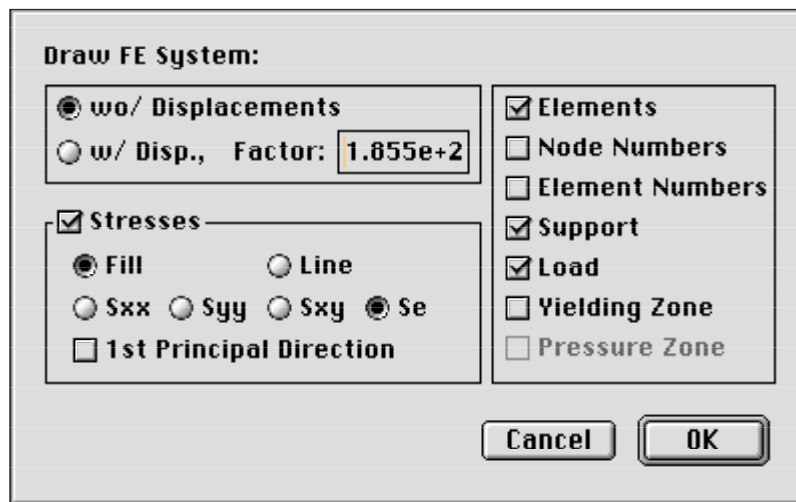 Draw FE System:
wo/ Displacements
w/ Disp., Factor: 1.855e+2
Stresses
Fill Line
Sxx Syy Sxy Se
1st Principal Direction
Elements
Node Numbers
Element Numbers
Support
Load
Yielding Zone
Pressure Zone
Cancel OK